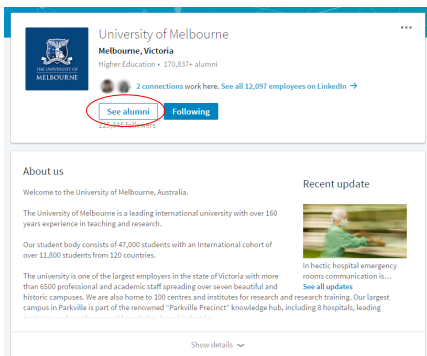 University of Melbourne
Melbourne, Victoria
Higher Education • 170,837+ alumni
THE UNIVERSITY OF
MELBOURNE
2 connections work here. See all 12,097 employees on LinkedIn →
See alumni
Following
225,345 followers
About us
Welcome to the University of Melbourne, Australia.
The University of Melbourne is a leading international university with over 160
years experience in teaching and research.
Our student body consists of 47,000 students with an International cohort of
over 11,800 students from 120 countries.
The university is one of the largest employers in the state of Victoria with more
than 6500 professional and academic staff spreading over seven beautiful and
historic campuses. We are also home to 100 centres and institutes for research and research training. Our largest
campus in Parkville is part of the renowned "Parkville Precinct" knowledge hub, including 8 hospitals, leading
Recent update
In hectic hospital emergency
rooms communication is...
See all updates
Show details